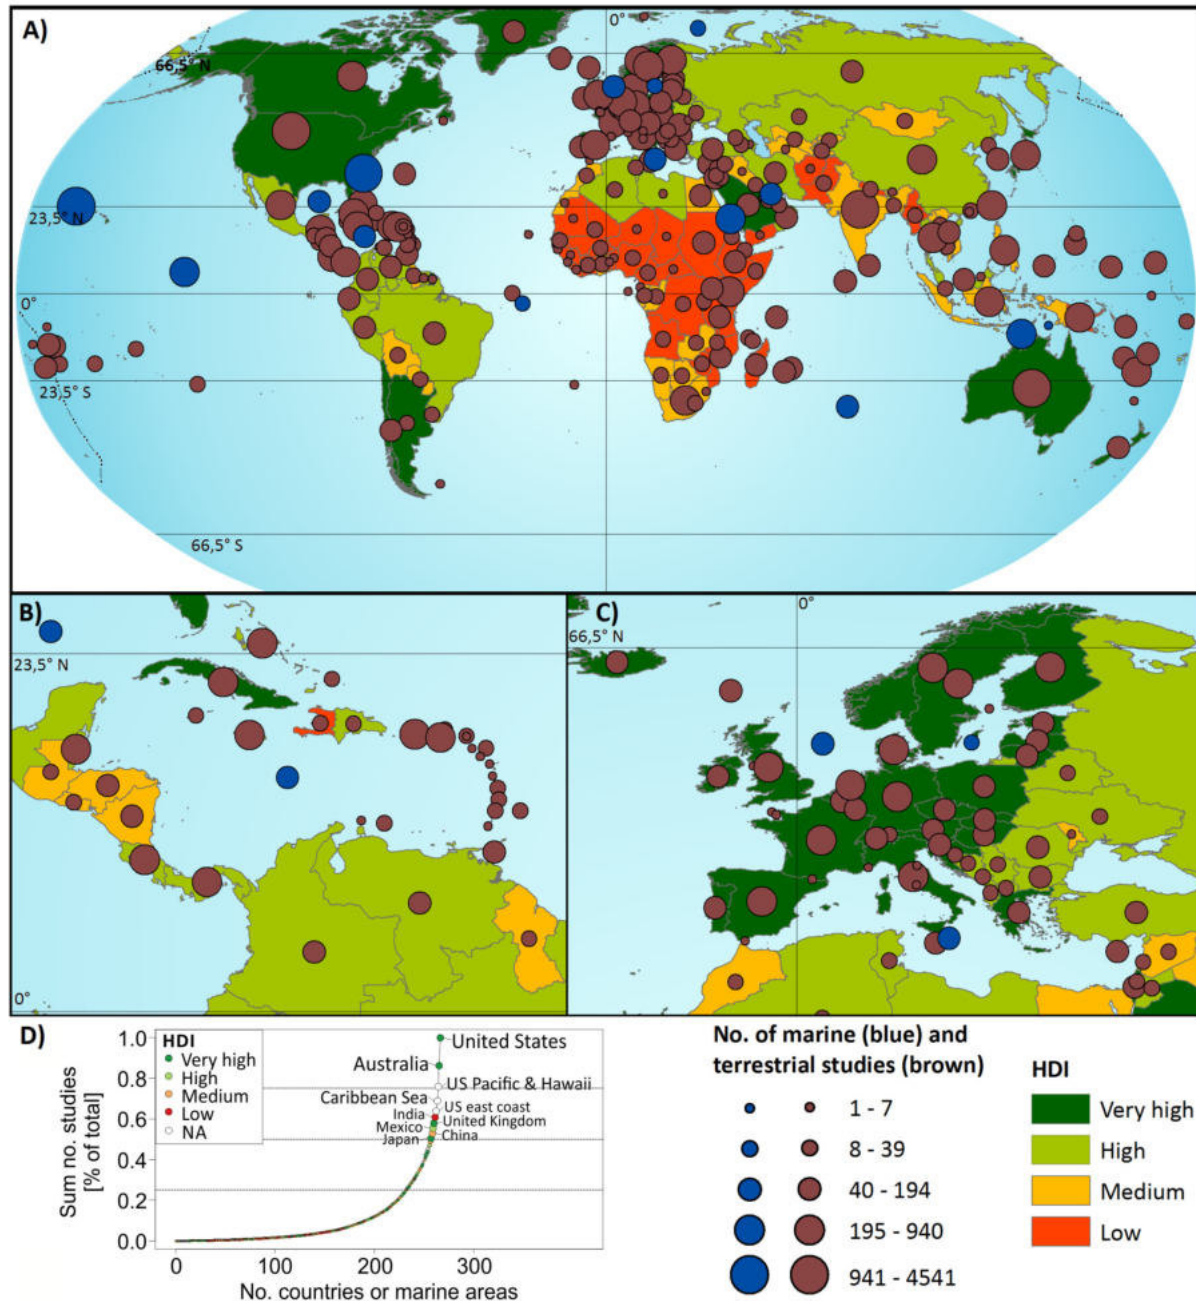 A)
0°
66,5° N
23,5° N
0°
23,5° S
66,5° S
B)
23,5° N
0°
C)
0°
66,5° N
D)
HDI
Very high
High
Medium
Low
NA
United States
Australia
US Pacific & Hawaii
Caribbean Sea
US east coast
India
United Kingdom
Mexico
China
Japan
Sum no. studies
[% of total]
1.0
0.8
0.6
0.4
0.2
0.0
0
100
200
300
No. countries or marine areas
No. of marine (blue) and
terrestrial studies (brown)
1 - 7
8 - 39
40 - 194
195 - 940
941 - 4541
HDI
Very high
High
Medium
Low